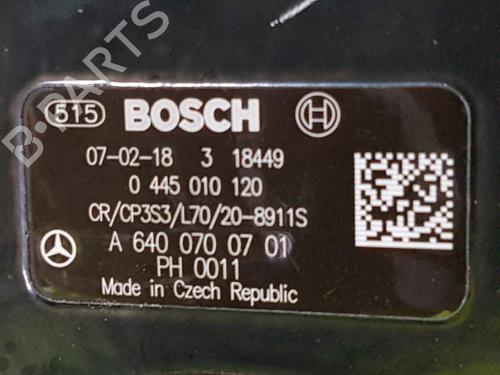 B-PARTS
515 BOSCH
07-02-18 3 18449
0 445 010 120
CR/CP3S3/L70/20-8911S
A 640 070 07 01
PH 0011
Made in Czech Republic